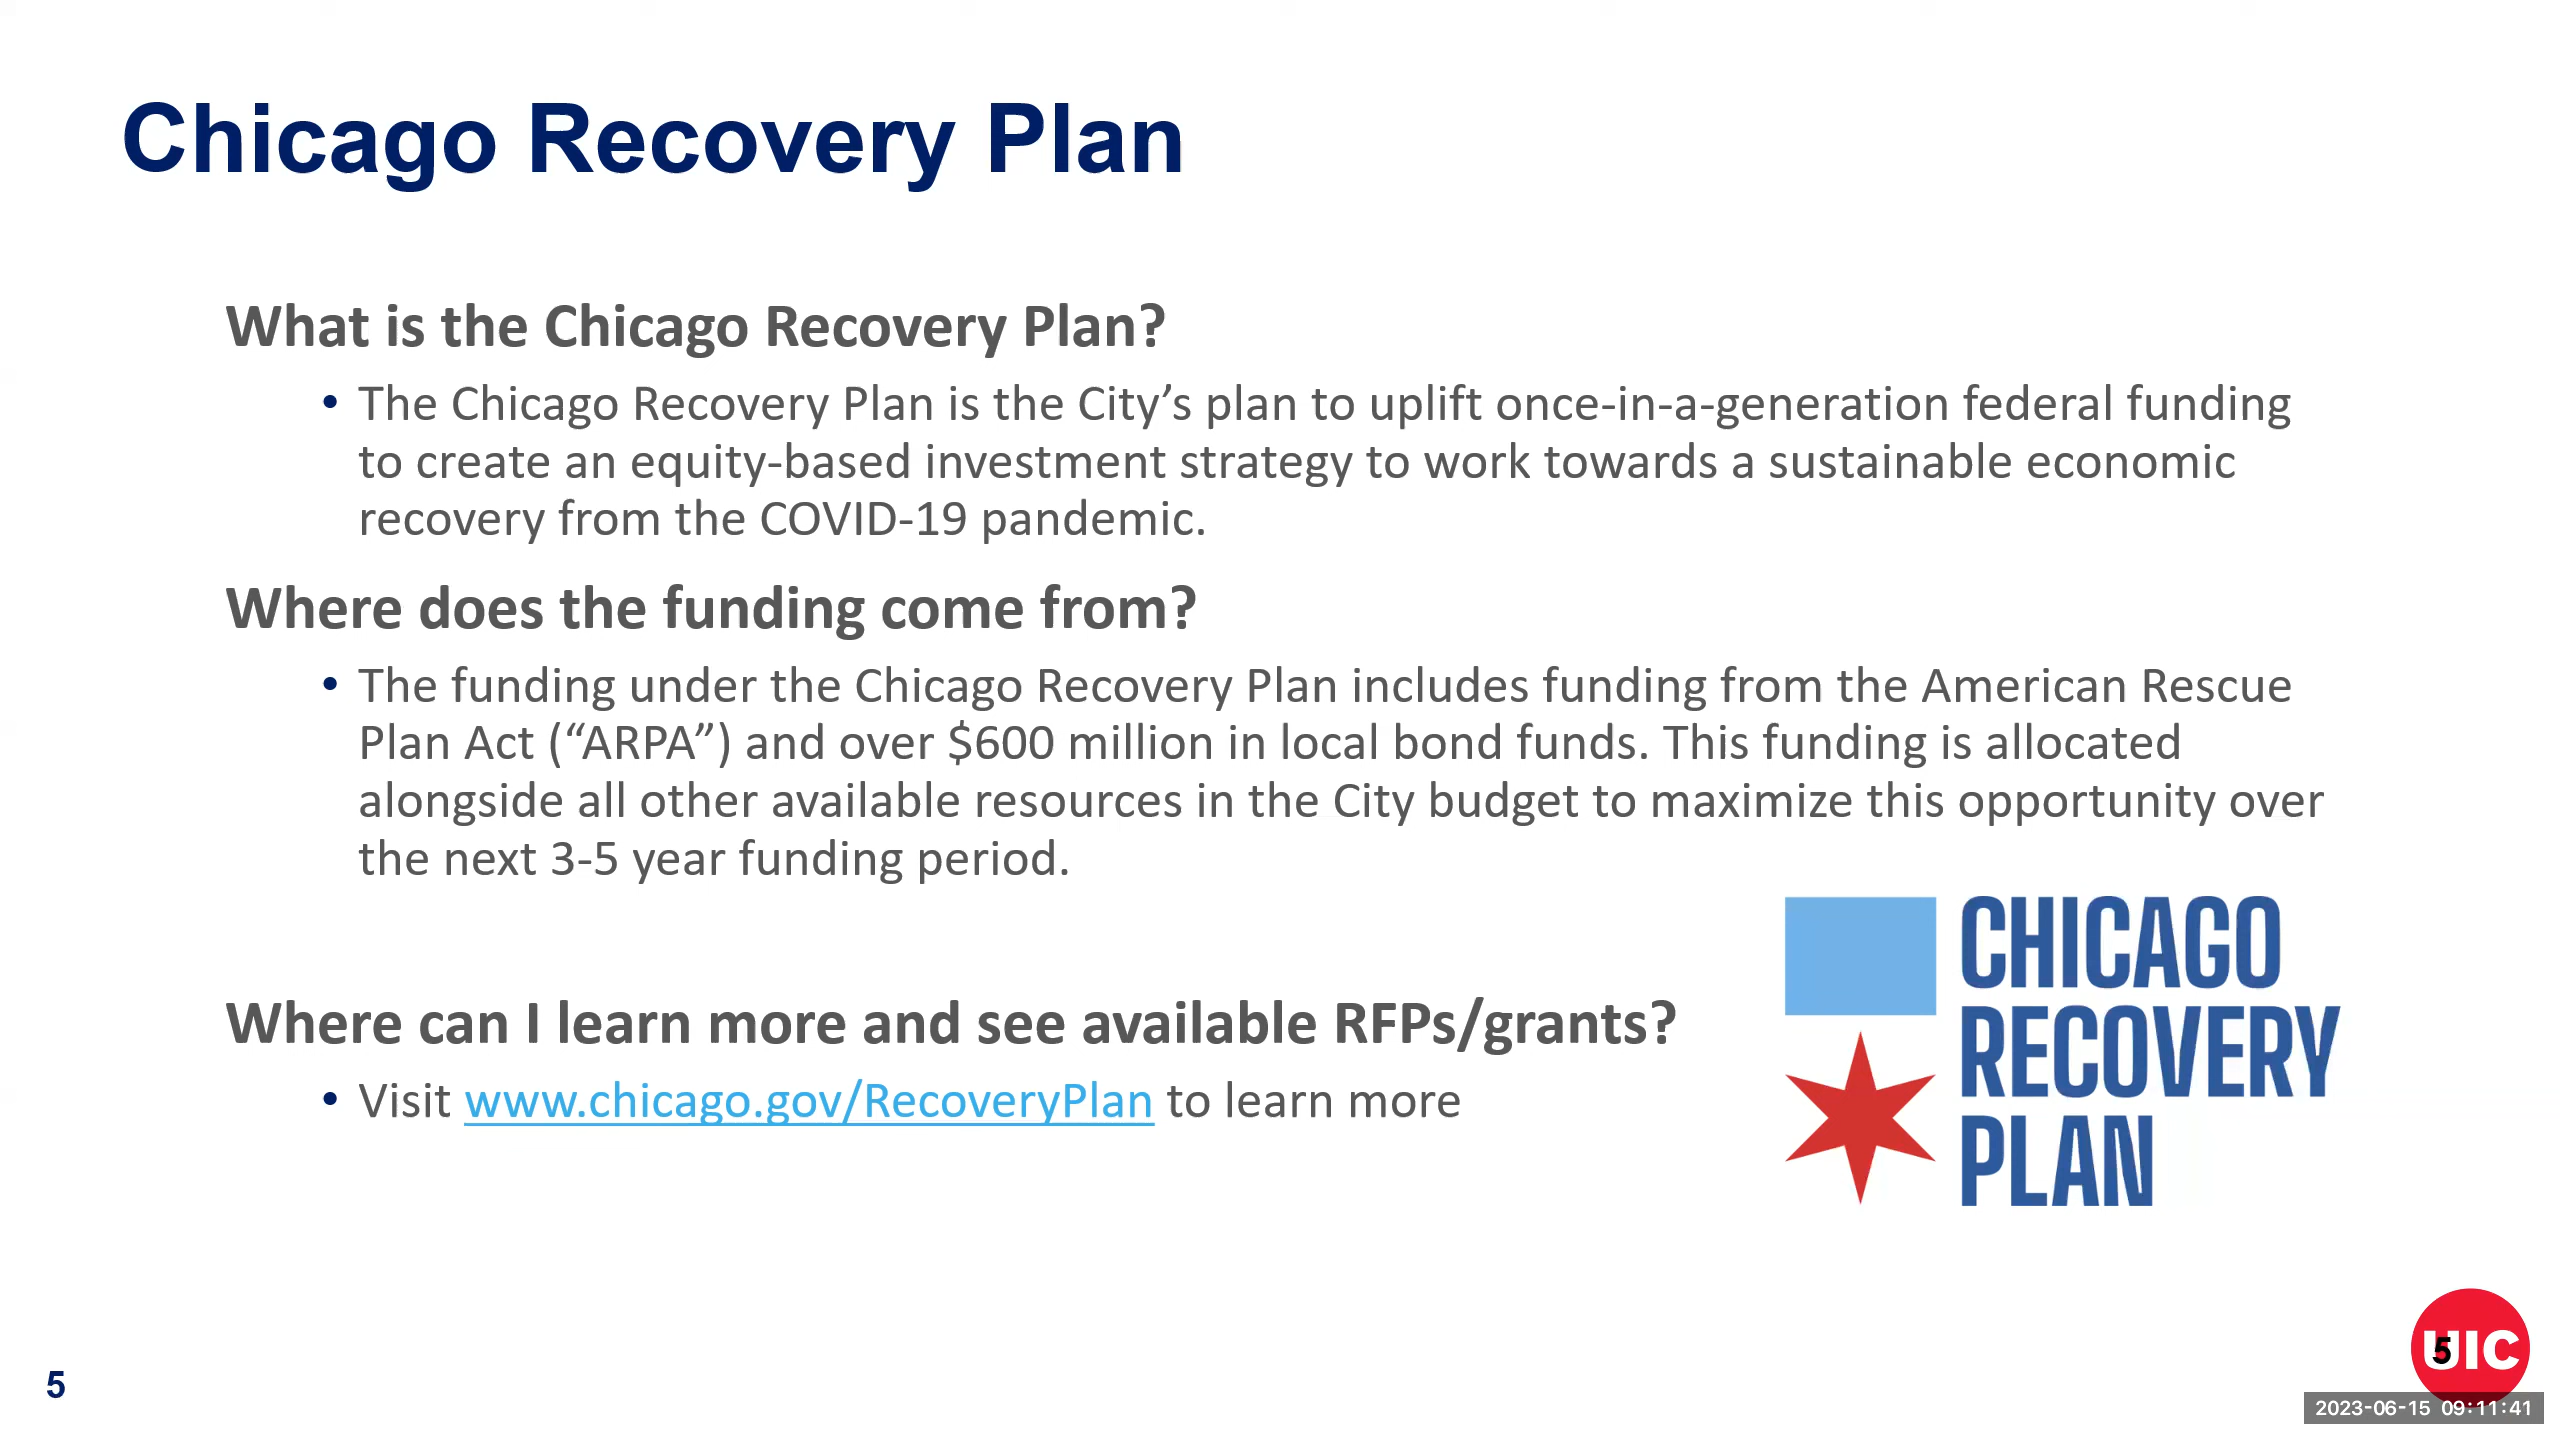 Chicago Recovery Plan
What is the Chicago Recovery Plan?
• The Chicago Recovery Plan is the City’s plan to uplift once-in-a-generation federal funding
to create an equity-based investment strategy to work towards a sustainable economic
recovery from the COVID-19 pandemic.
Where does the funding come from?
• The funding under the Chicago Recovery Plan includes funding from the American Rescue
Plan Act (“ARPA”) and over $600 million in local bond funds. This funding is allocated
alongside all other available resources in the City budget to maximize this opportunity over
the next 3-5 year funding period.
Where can I learn more and see available RFPs/grants?
• Visit www.chicago.gov/RecoveryPlan to learn more
CHICAGO
RECOVERY
PLAN
5
UIC
5
2023-06-15 09:11:41